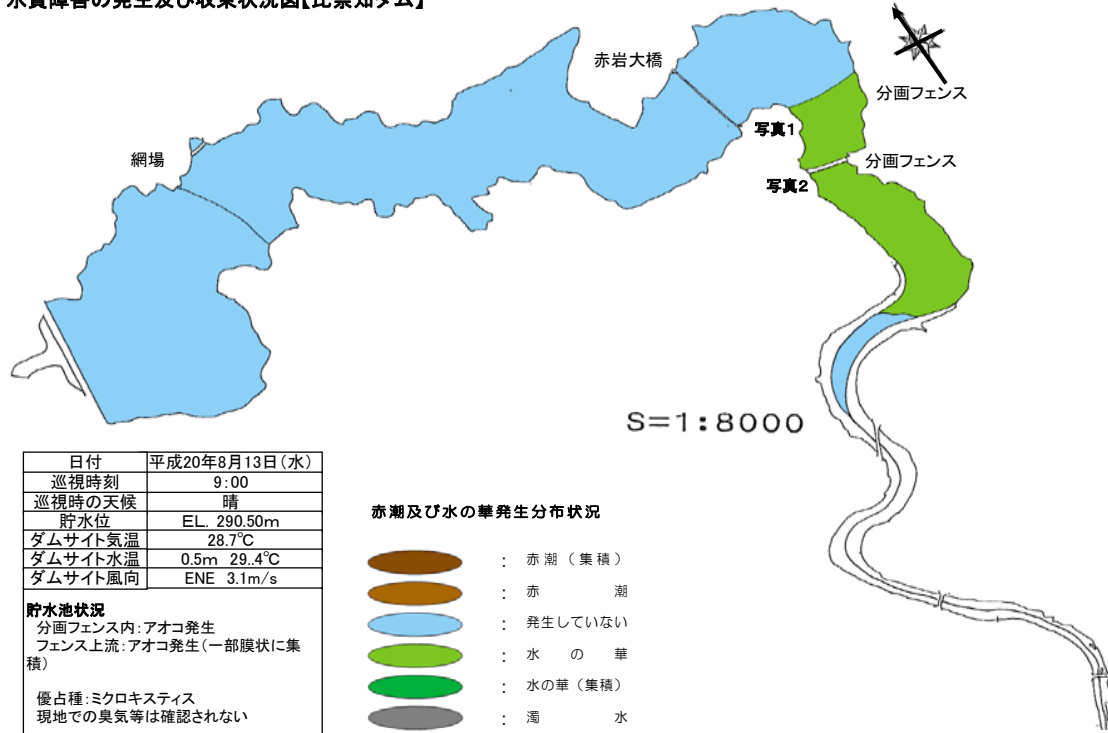 水質障害の発生及び収束状況図【比奈知ダム】
赤岩大橋
分画フェンス
写真1
分画フェンス
網場
写真2
S=1:8000
日付 平成20年8月13日(水)
巡視時刻 9:00
巡視時の天候 晴
貯水位 EL. 290.50m
ダムサイト気温 28.7℃
ダムサイト水温 0.5m 29..4℃
ダムサイト風向 ENE 3.1m/s
貯水池状況
分画フェンス内:アオコ発生
フェンス上流:アオコ発生(一部膜状に集
積)
優占種:ミクロキスティス
現地での臭気等は確認されない
赤潮及び水の華発生分布状況
: 赤潮(集積)
: 赤 潮
: 発生していない
: 水 の 華
: 水の華(集積)
: 濁 水